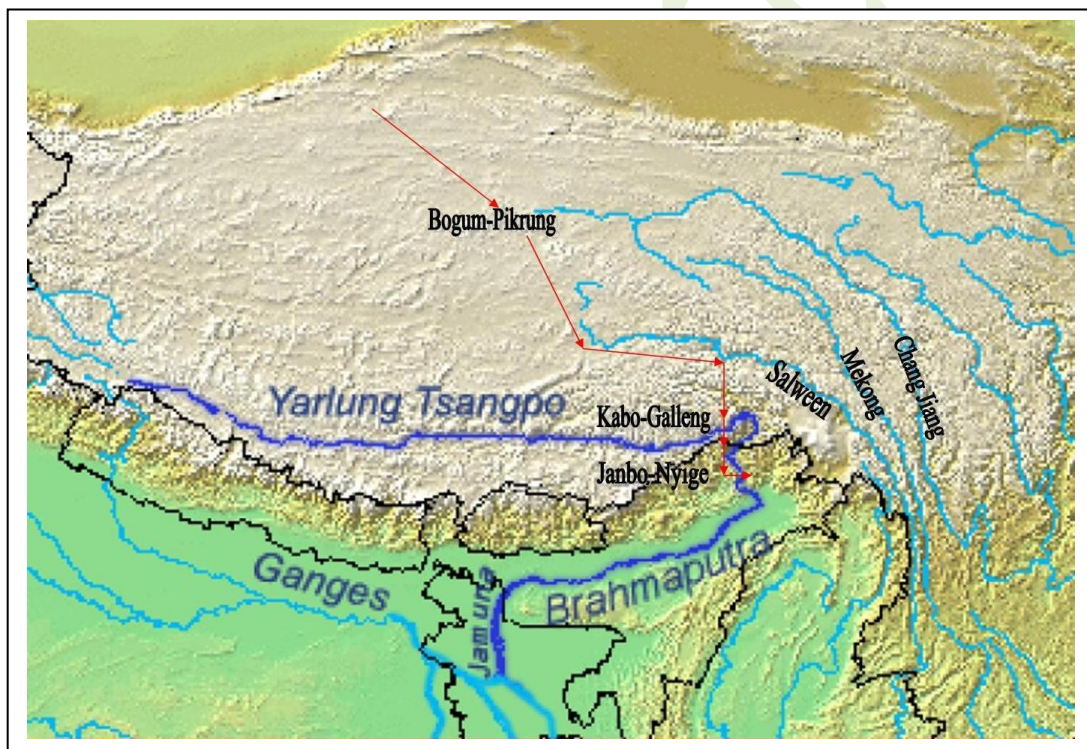 Bogum-Pikrung
Yarlung Tsangpo
Kabo-Galleng
Janbo-Nyige
Salween
Mekong
Chang Jiang
Ganges
Jamuna
Brahmaputra